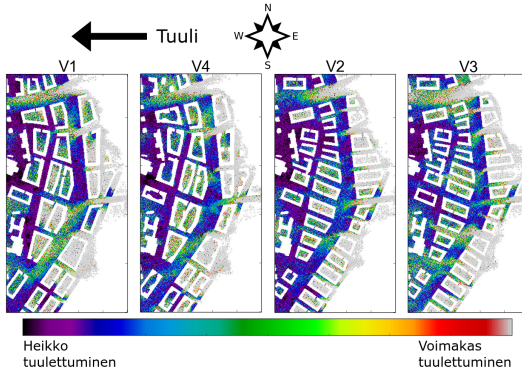 Tuuli
N
W E
S
V1 V4 V2 V3
Heikko Voimakas
tuulettuminen tuulettuminen